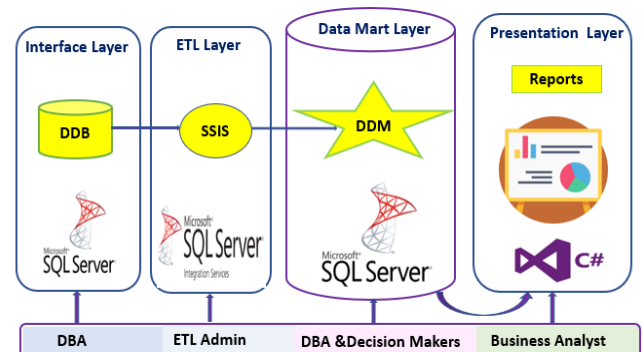 Interface Layer
ETL Layer
Data Mart Layer
Presentation Layer
Reports
DDB
SSIS
DDM
Microsoft®
SQL Server®
Microsoft®
SQL Server®
Integration Services
Microsoft®
SQL Server®
C#
DBA
ETL Admin
DBA &Decision Makers
Business Analyst